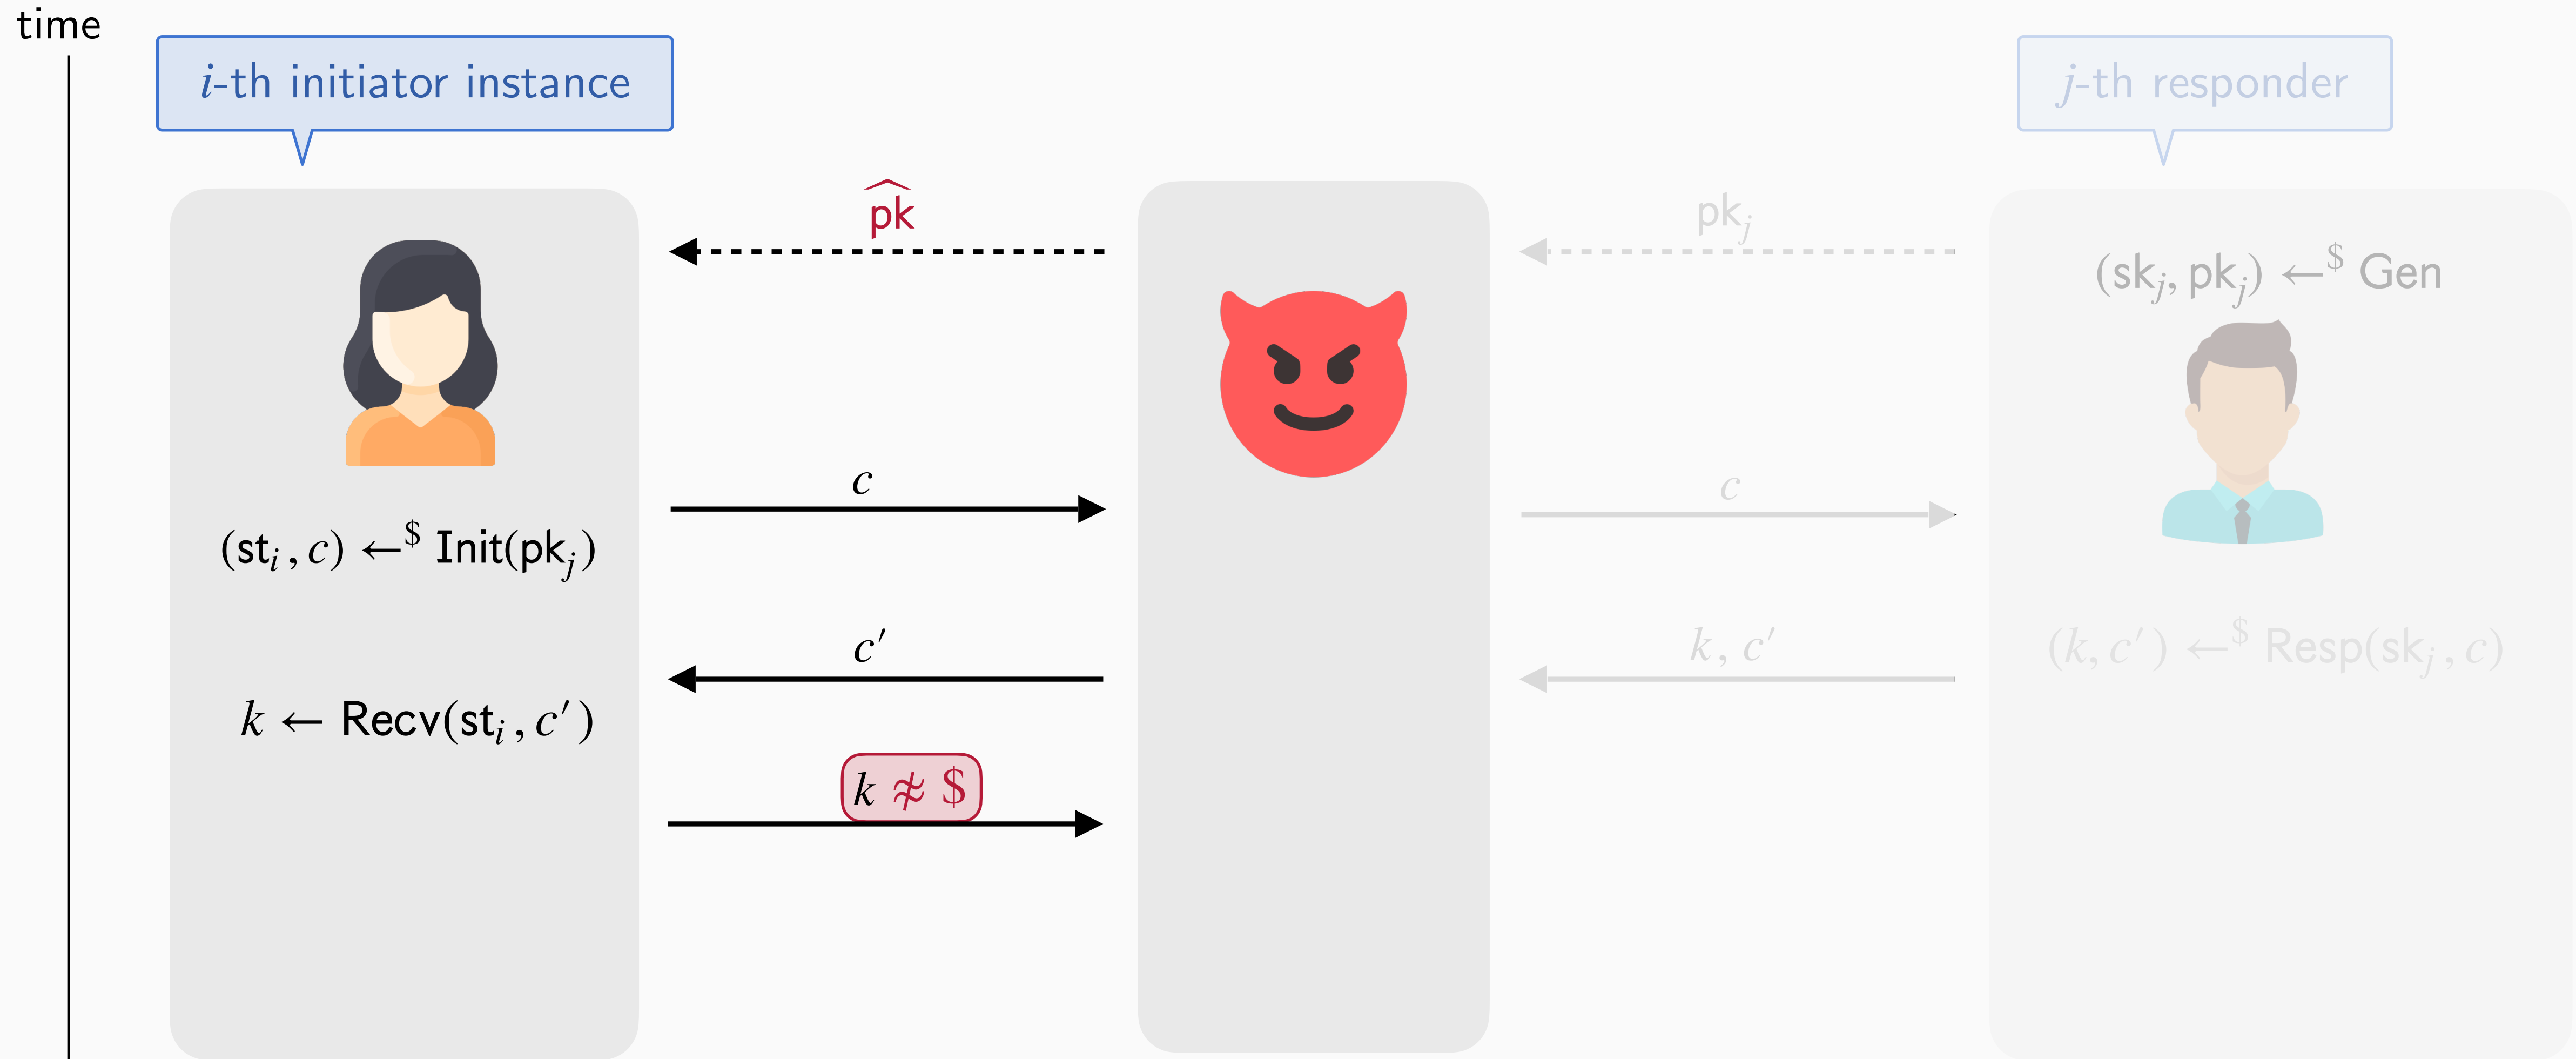 time
i-th initiator instance
j-th responder
p͡k
pk_j
(sk_j, pk_j) ←$ Gen
c
c
(st_i, c) ←$ Init(pk_j)
c′
k, c′
(k, c′) ←$ Resp(sk_j, c)
k ← Recv(st_i, c′)
k ≉ $